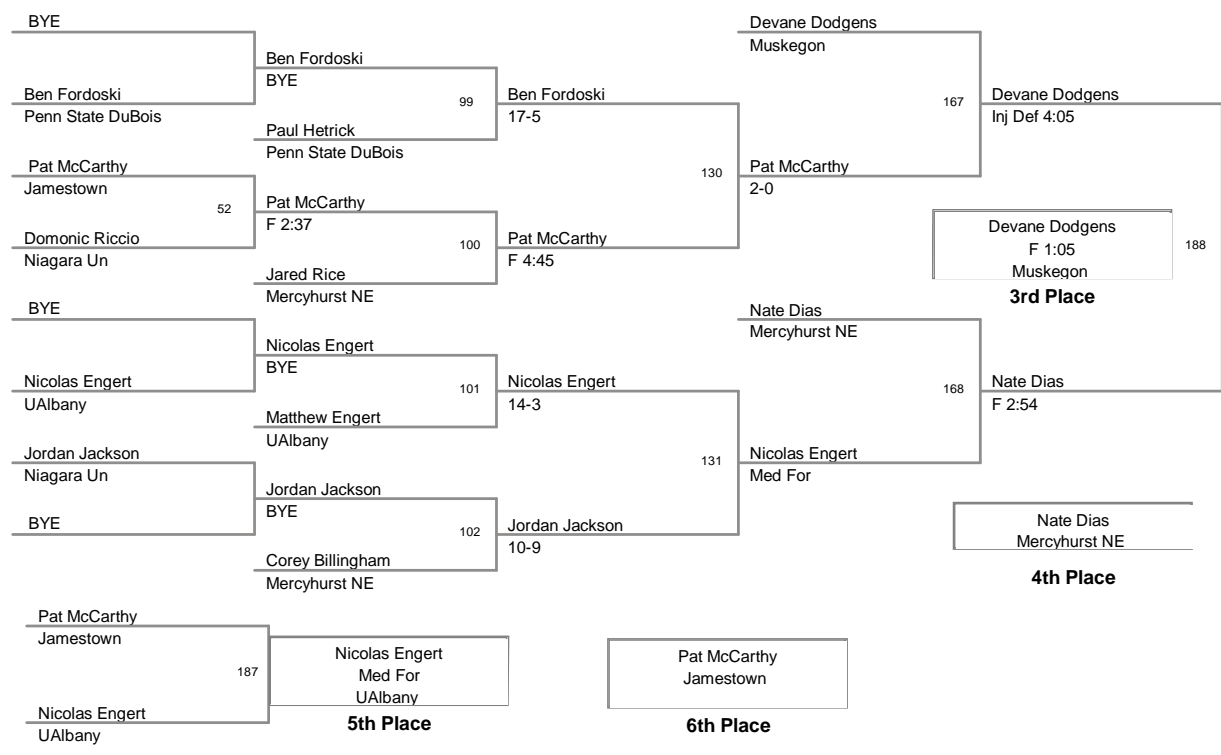 BYE
Ben Fordoski
Penn State DuBois
Pat McCarthy
Jamestown
52
Domonic Riccio
Niagara Un
BYE
Nicolas Engert
UAlbany
Jordan Jackson
Niagara Un
BYE
Ben Fordoski
BYE
99
Paul Hetrick
Penn State DuBois
Pat McCarthy
F 2:37
100
Jared Rice
Mercyhurst NE
Nicolas Engert
BYE
101
Matthew Engert
UAlbany
Jordan Jackson
BYE
102
Corey Billingham
Mercyhurst NE
Ben Fordoski
17-5
130
Pat McCarthy
F 4:45
Nicolas Engert
14-3
131
Jordan Jackson
10-9
Devane Dodgens
Muskegon
167
Pat McCarthy
2-0
Nate Dias
Mercyhurst NE
168
Nicolas Engert
Med For
Devane Dodgens
Inj Def 4:05
Devane Dodgens
F 1:05
Muskegon
188
3rd Place
Nate Dias
F 2:54
Nate Dias
Mercyhurst NE
4th Place
Pat McCarthy
Jamestown
187
Nicolas Engert
UAlbany
Nicolas Engert
Med For
UAlbany
5th Place
Pat McCarthy
Jamestown
6th Place